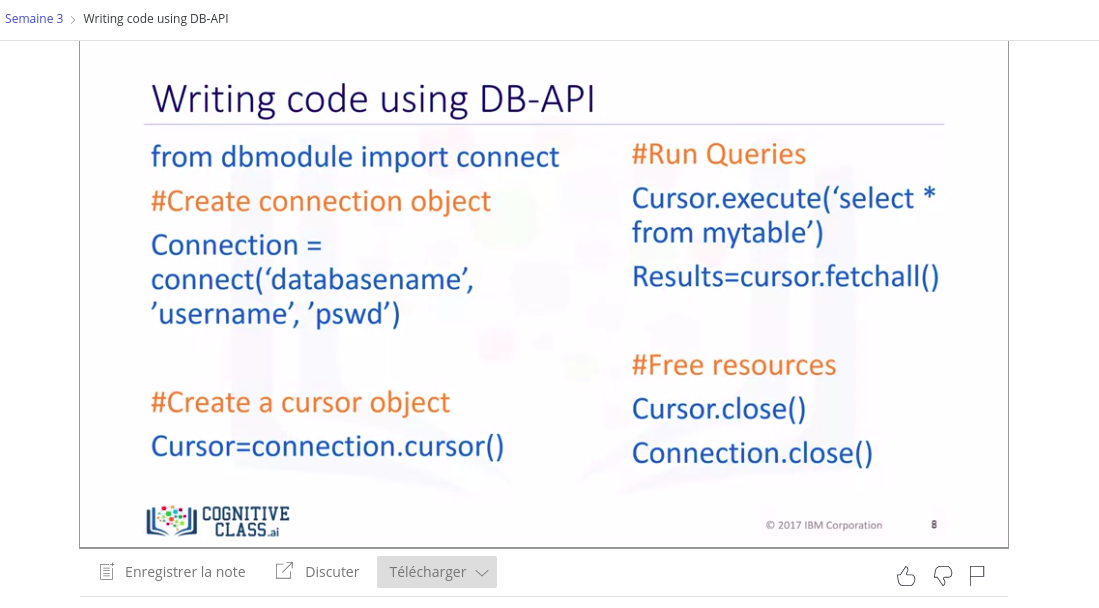 Semaine 3 > Writing code using DB-API
Writing code using DB-API
from dbmodule import connect
#Create connection object
Connection =
connect(‘databasename’,
’username’, ’pswd’)
#Create a cursor object
Cursor=connection.cursor()
#Run Queries
Cursor.execute(‘select *
from mytable’)
Results=cursor.fetchall()
#Free resources
Cursor.close()
Connection.close()
COGNITIVE
CLASS.ai
© 2017 IBM Corporation 8
Enregistrer la note Discuter Télécharger